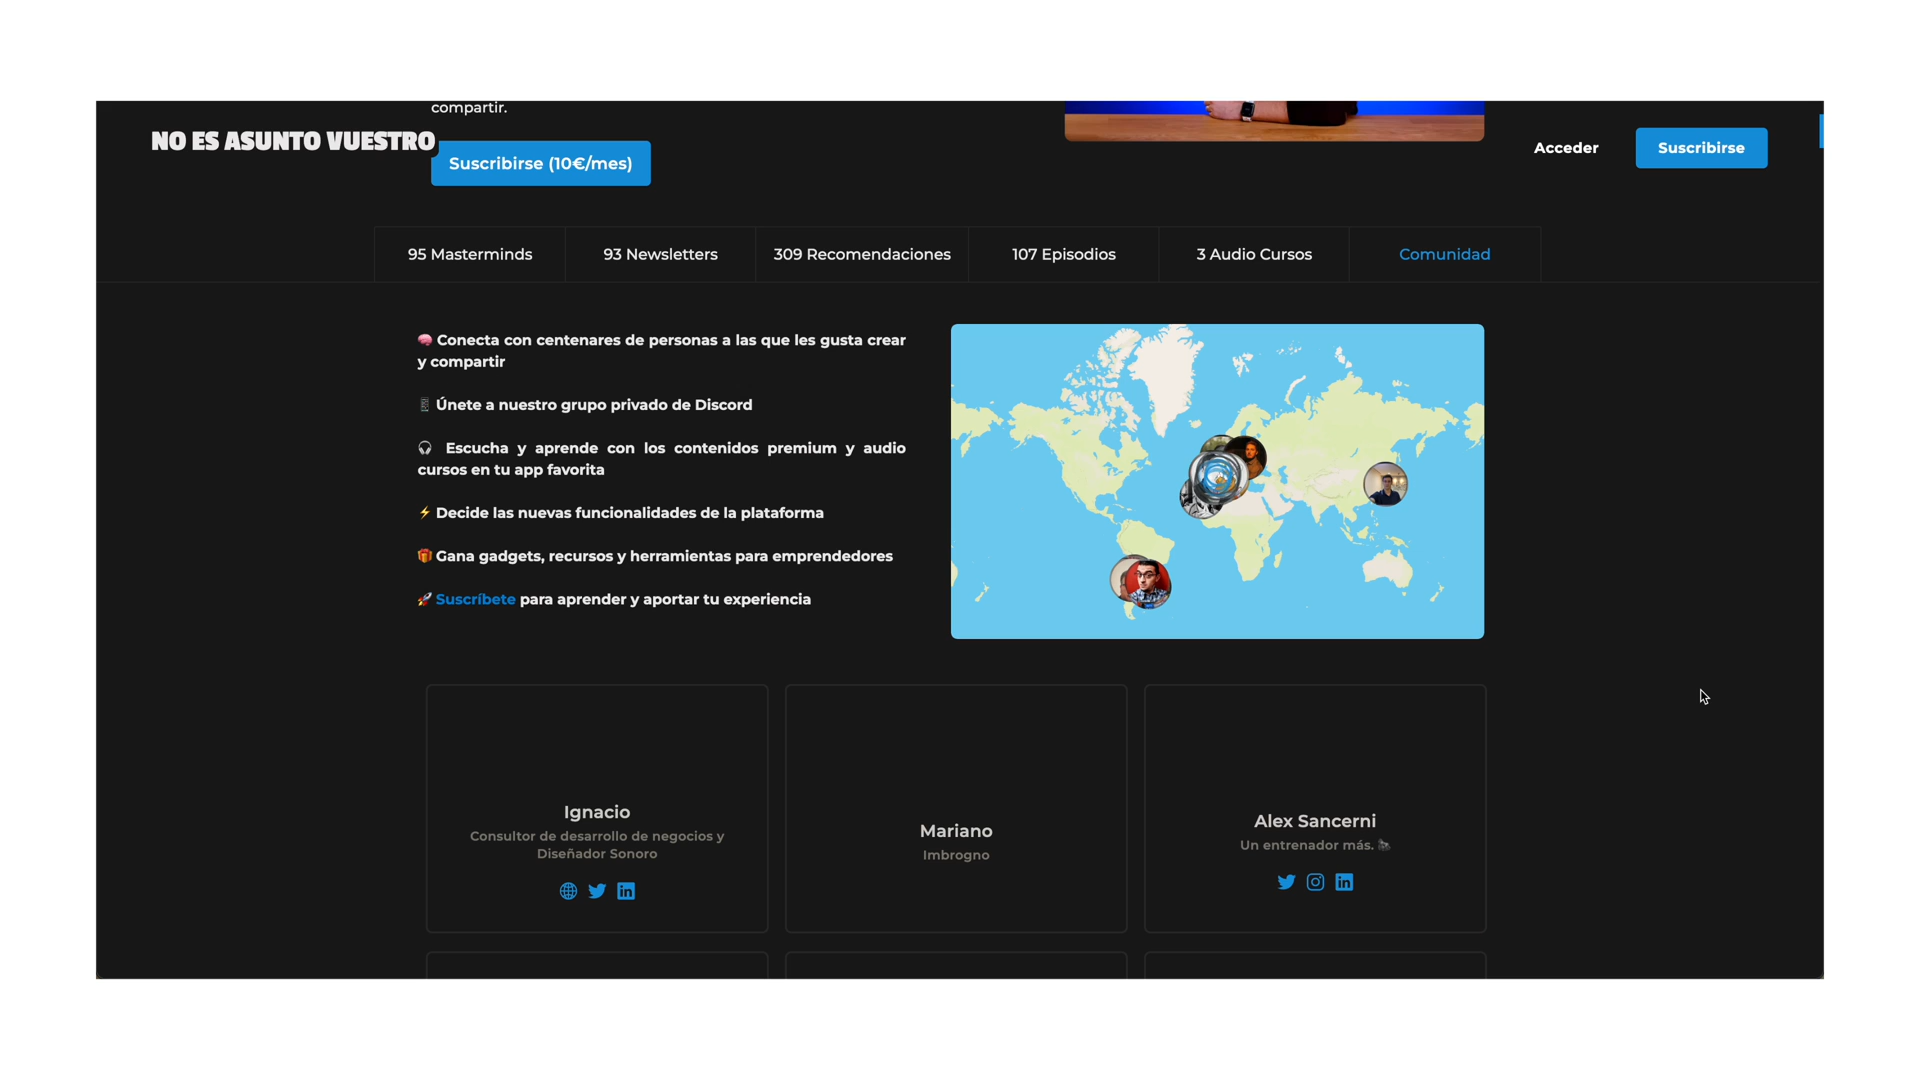 compartir.
NO ES ASUNTO VUESTRO
Suscribirse (10€/mes)
Acceder
Suscribirse
95 Masterminds
93 Newsletters
309 Recomendaciones
107 Episodios
3 Audio Cursos
Comunidad
🧠 Conecta con centenares de personas a las que les gusta crear
y compartir
Únete a nuestro grupo privado de Discord
🎧 Escucha y aprende con los contenidos premium y audio
cursos en tu app favorita
⚡ Decide las nuevas funcionalidades de la plataforma
🎁 Gana gadgets, recursos y herramientas para emprendedores
🚀 Suscríbete para aprender y aportar tu experiencia
Ignacio
Consultor de desarrollo de negocios y
Diseñador Sonoro
Mariano
Imbrogno
Alex Sancerni
Un entrenador más.